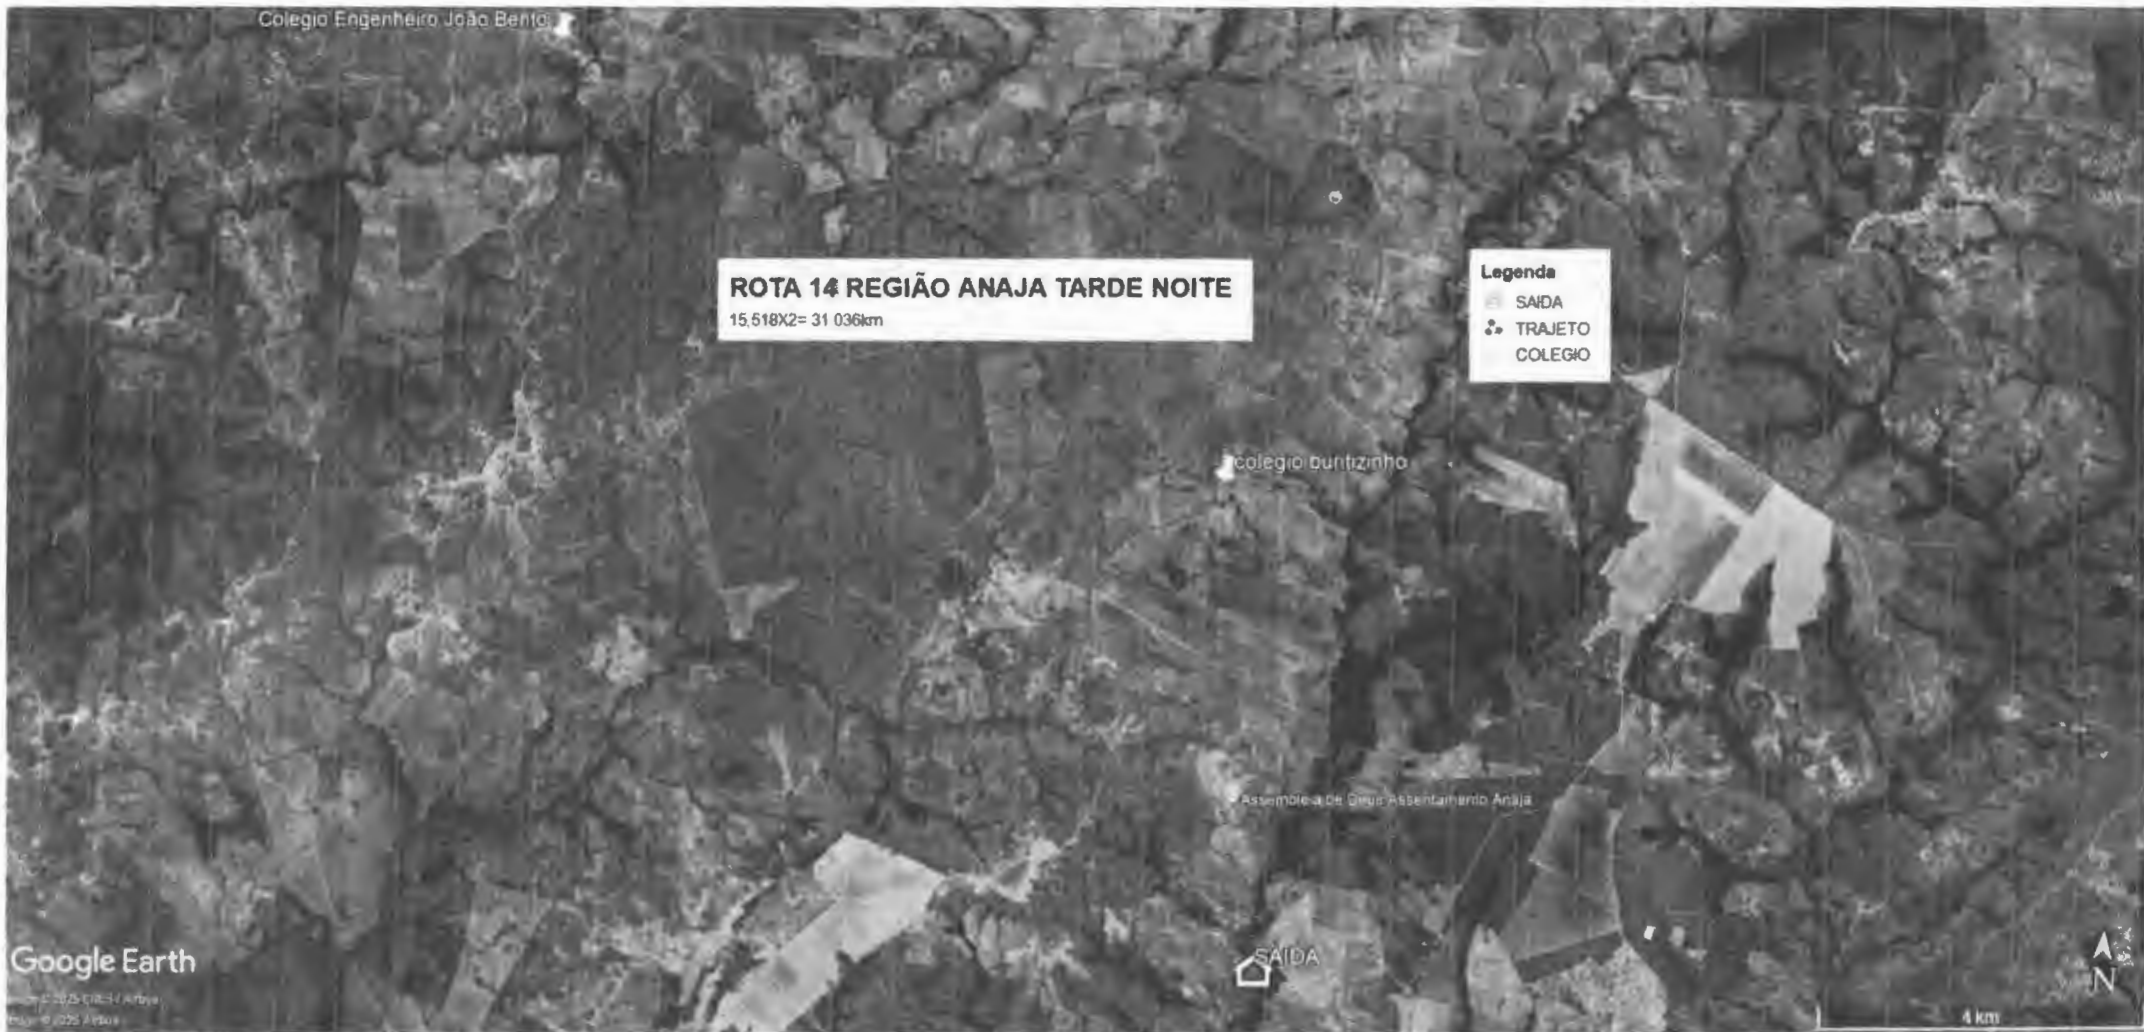 Colegio Engenheiro João Bento
ROTA 14 REGIÃO ANAJA TARDE NOITE
15,518X2= 31 036km
Legenda
SAIDA
TRAJETO
COLEGIO
colegio buritizinho
Assembleia de Deus Assentamento Anaja
SAIDA
Google Earth
N
4 km